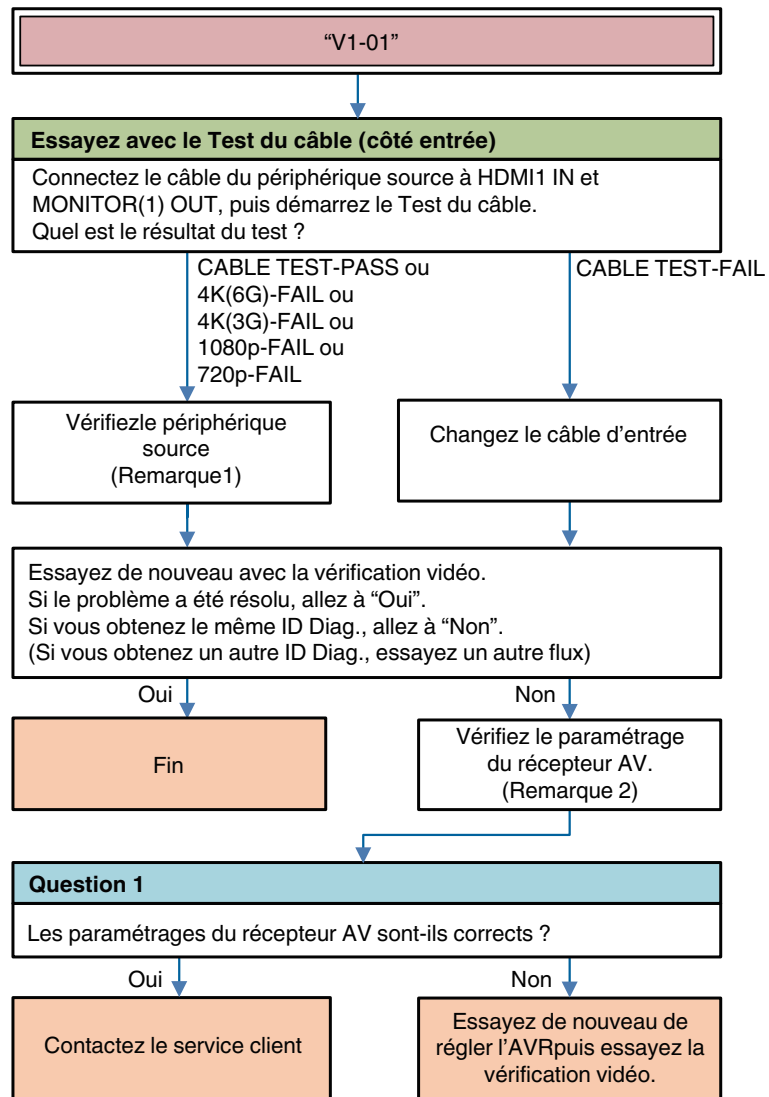 “V1-01”
Essayez avec le Test du câble (côté entrée)
Connectez le câble du périphérique source à HDMI1 IN et
MONITOR(1) OUT, puis démarrez le Test du câble.
Quel est le résultat du test ?
CABLE TEST-PASS ou
4K(6G)-FAIL ou
4K(3G)-FAIL ou
1080p-FAIL ou
720p-FAIL
CABLE TEST-FAIL
Vérifiezle périphérique
source
(Remarque1)
Changez le câble d’entrée
Essayez de nouveau avec la vérification vidéo.
Si le problème a été résolu, allez à “Oui”.
Si vous obtenez le même ID Diag., allez à “Non”.
(Si vous obtenez un autre ID Diag., essayez un autre flux)
Oui
Non
Fin
Vérifiez le paramétrage
du récepteur AV.
(Remarque 2)
Question 1
Les paramétrages du récepteur AV sont-ils corrects ?
Oui
Non
Contactez le service client
Essayez de nouveau de
régler l’AVRpuis essayez la
vérification vidéo.